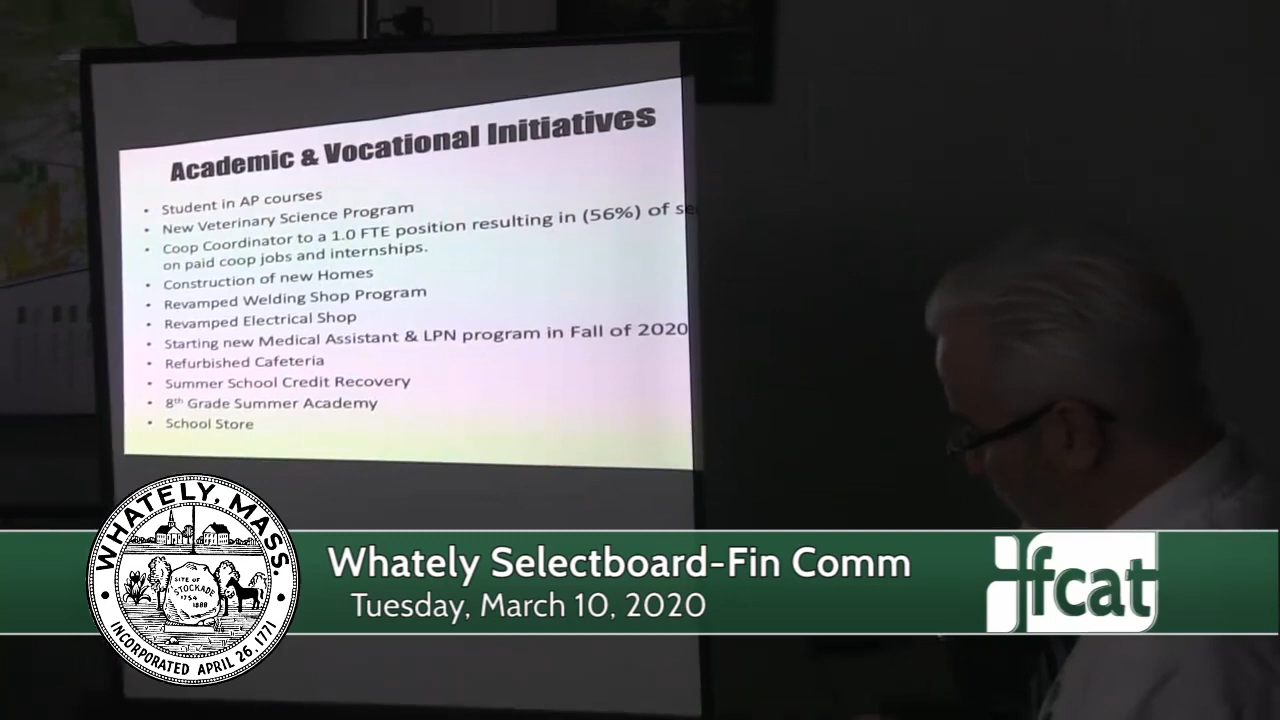 Academic & Vocational Initiatives
• Student in AP courses
• New Veterinary Science Program
• Coop Coordinator to a 1.0 FTE position resulting in (56%) of
on paid coop jobs and internships.
• Construction of new Homes
• Revamped Welding Shop Program
• Revamped Electrical Shop
• Starting new Medical Assistant & LPN program in Fall of 2020
• Refurbished Cafeteria
• Summer School Credit Recovery
• 8th Grade Summer Academy
• School Store
WHATELY, MASS.
SITE OF
STOCKADE
1754
1888
INCORPORATED APRIL 26, 1771
Whately Selectboard-Fin Comm
Tuesday, March 10, 2020
fcat